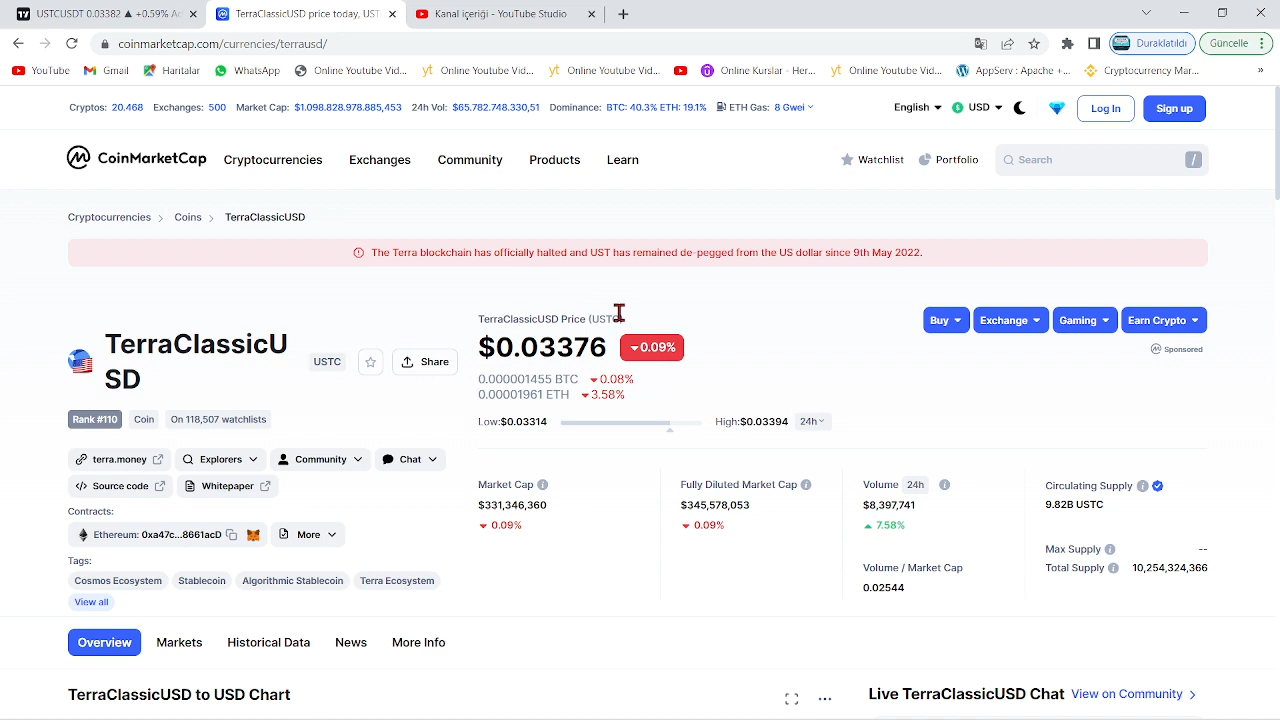 USTCUSDT 0.03382 ▲ +0.59% Ac
TerraClassicUSD price today, UST
Kanal içeriği - YouTube Studio
coinmarketcap.com/currencies/terrausd/
Duraklatıldı
Güncelle
YouTube
Gmail
Haritalar
WhatsApp
Online Youtube Vid...
Online Youtube Vid...
Online Youtube Vid...
Online Kurslar - Her...
Online Youtube Vid...
AppServ : Apache +...
Cryptocurrency Mar...
»
Cryptos: 20.468 Exchanges: 500 Market Cap: $1.098.828.978.885,453 24h Vol: $65.782.748.330,51 Dominance: BTC: 40.3% ETH: 19.1% ETH Gas: 8 Gwei
English
USD
Log In
Sign up
CoinMarketCap
Cryptocurrencies
Exchanges
Community
Products
Learn
Watchlist
Portfolio
Search
/
Cryptocurrencies > Coins > TerraClassicUSD
The Terra blockchain has officially halted and UST has remained de-pegged from the US dollar since 9th May 2022.
TerraClassicU
SD
USTC
Share
Rank #110
Coin
On 118,507 watchlists
terra.money
Explorers
Community
Chat
Source code
Whitepaper
Contracts:
Ethereum: 0xa47c...8661acD
More
Tags:
Cosmos Ecosystem
Stablecoin
Algorithmic Stablecoin
Terra Ecosystem
View all
TerraClassicUSD Price (USTC)
$0.03376
0.09%
0.000001455 BTC 0.08%
0.00001961 ETH 3.58%
Low:$0.03314
High:$0.03394
24h
Buy
Exchange
Gaming
Earn Crypto
Sponsored
Market Cap
$331,346,360
0.09%
Fully Diluted Market Cap
$345,578,053
0.09%
Volume 24h
$8,397,741
7.58%
Volume / Market Cap
0.02544
Circulating Supply
9.82B USTC
Max Supply --
Total Supply 10,254,324,366
Overview
Markets
Historical Data
News
More Info
TerraClassicUSD to USD Chart
Live TerraClassicUSD Chat
View on Community >